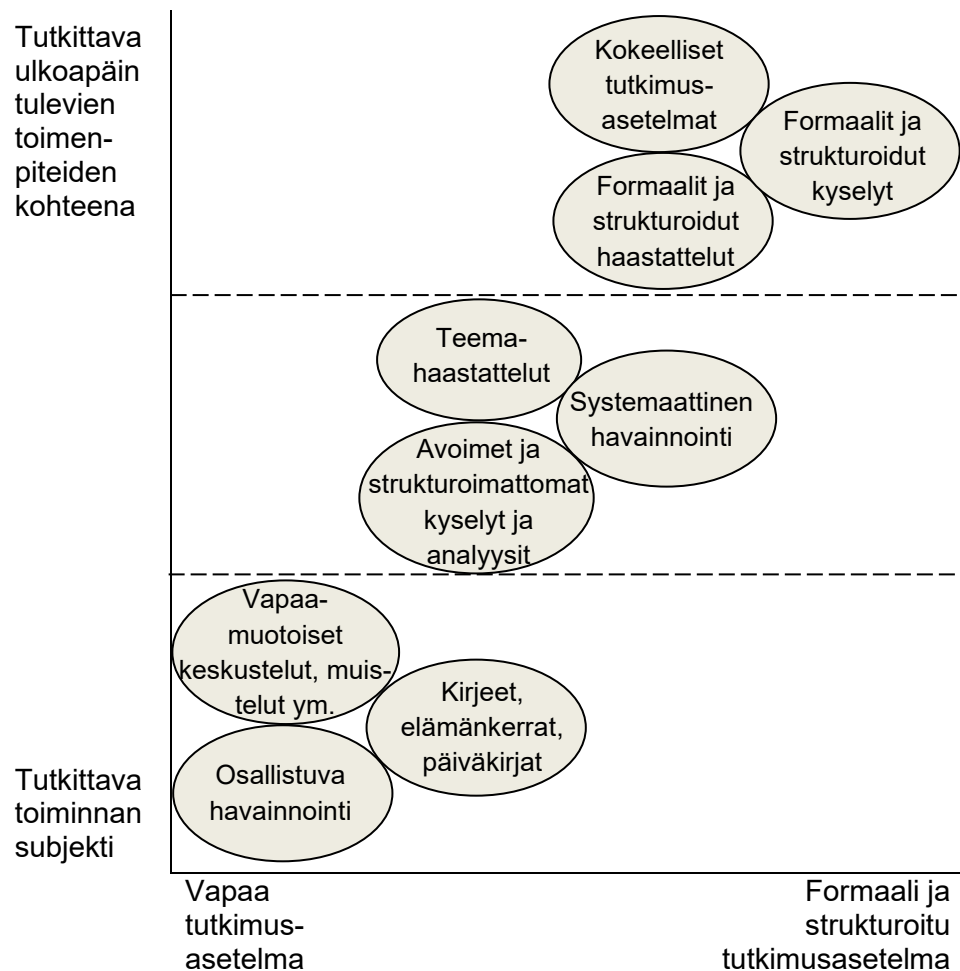 Tutkittava
ulkoapäin
tulevien
toimen-
piteiden
kohteena
Kokeelliset
tutkimus-
asetelmat
Formaalit ja
strukturoidut
kyselyt
Formaalit ja
strukturoidut
haastattelut
Teema-
haastattelut
Systemaattinen
havainnointi
Avoimet ja
strukturoimattomat
kyselyt ja
analyysit
Vapaa-
muotoiset
keskustelut, muis-
telut ym.
Kirjeet,
elämänkerrat,
päiväkirjat
Osallistuva
havainnointi
Tutkittava
toiminnan
subjekti
Vapaa
tutkimus-
asetelma
Formaali ja
strukturoitu
tutkimusasetelma